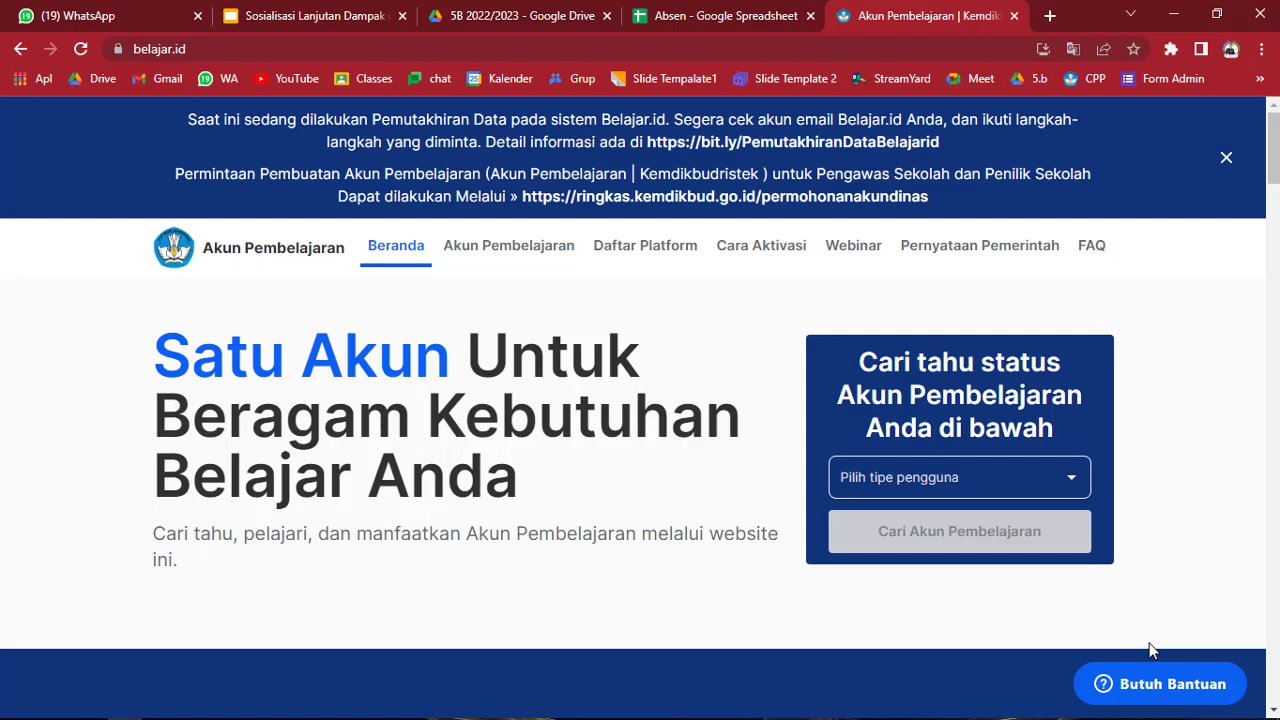 (19) WhatsApp
Sosialisasi Lanjutan Dampak
5B 2022/2023 - Google Drive
Absen - Google Spreadsheet
Akun Pembelajaran | Kemdik
belajar.id
Apl
Drive
Gmail
19
WA
YouTube
Classes
chat
25
Kalender
Grup
Slide Tempalate1
Slide Template 2
StreamYard
Meet
5.b
CPP
Form Admin
»
Saat ini sedang dilakukan Pemutakhiran Data pada sistem Belajar.id. Segera cek akun email Belajar.id Anda, dan ikuti langkah-
langkah yang diminta. Detail informasi ada di https://bit.ly/PemutakhiranDataBelajarid
Permintaan Pembuatan Akun Pembelajaran (Akun Pembelajaran | Kemdikbudristek ) untuk Pengawas Sekolah dan Penilik Sekolah
Dapat dilakukan Melalui » https://ringkas.kemdikbud.go.id/permohonanakundinas
Akun Pembelajaran
Beranda
Akun Pembelajaran
Daftar Platform
Cara Aktivasi
Webinar
Pernyataan Pemerintah
FAQ
Satu Akun Untuk
Beragam Kebutuhan
Belajar Anda
Cari tahu, pelajari, dan manfaatkan Akun Pembelajaran melalui website
ini.
Cari tahu status
Akun Pembelajaran
Anda di bawah
Pilih tipe pengguna
Cari Akun Pembelajaran
Butuh Bantuan